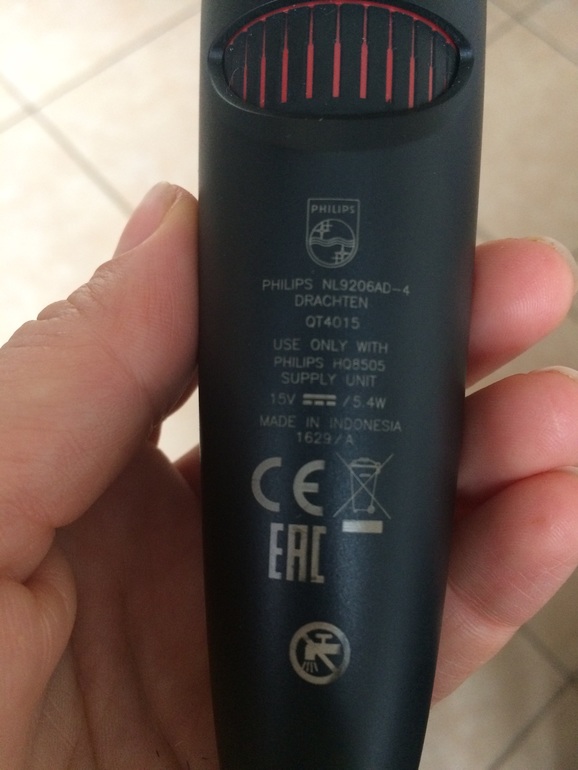 PHILIPS
PHILIPS NL9206AD-4
DRACHTEN
QT4015
USE ONLY WITH
PHILIPS HQ8505
SUPPLY UNIT
15V ⎓ / 5.4W
MADE IN INDONESIA
1629 / A
CE
EAC